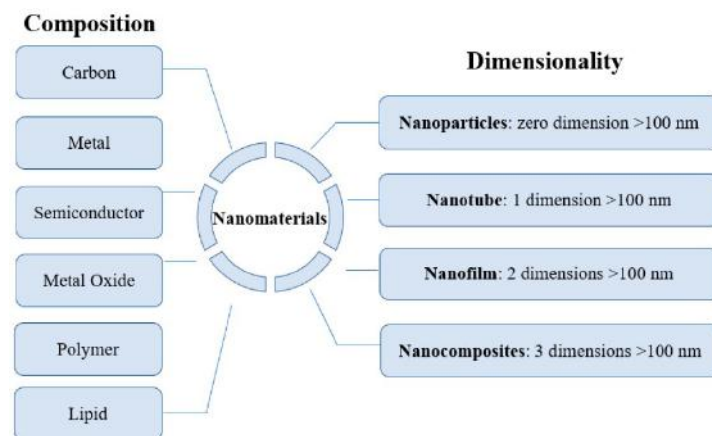 Composition
Carbon
Metal
Semiconductor
Metal Oxide
Polymer
Lipid
Nanomaterials
Dimensionality
Nanoparticles: zero dimension >100 nm
Nanotube: 1 dimension >100 nm
Nanofilm: 2 dimensions >100 nm
Nanocomposites: 3 dimensions >100 nm